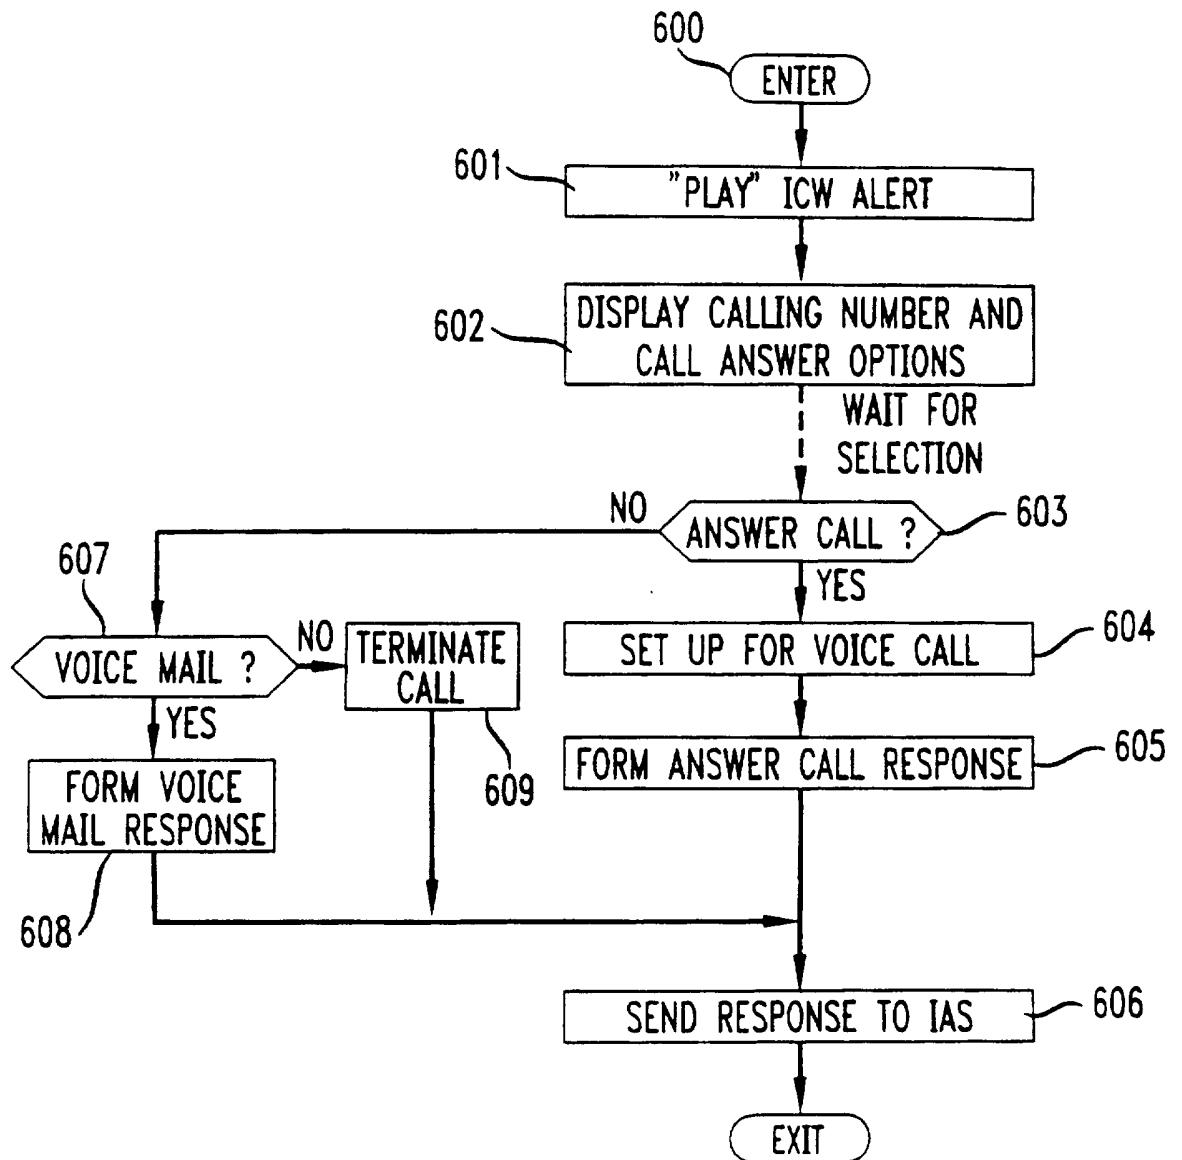 600
ENTER
601
"PLAY" ICW ALERT
602
DISPLAY CALLING NUMBER AND
CALL ANSWER OPTIONS
WAIT FOR
SELECTION
NO
ANSWER CALL ?
603
YES
607
VOICE MAIL ?
NO
TERMINATE
CALL
609
YES
FORM VOICE
MAIL RESPONSE
608
SET UP FOR VOICE CALL
604
FORM ANSWER CALL RESPONSE
605
SEND RESPONSE TO IAS
606
EXIT